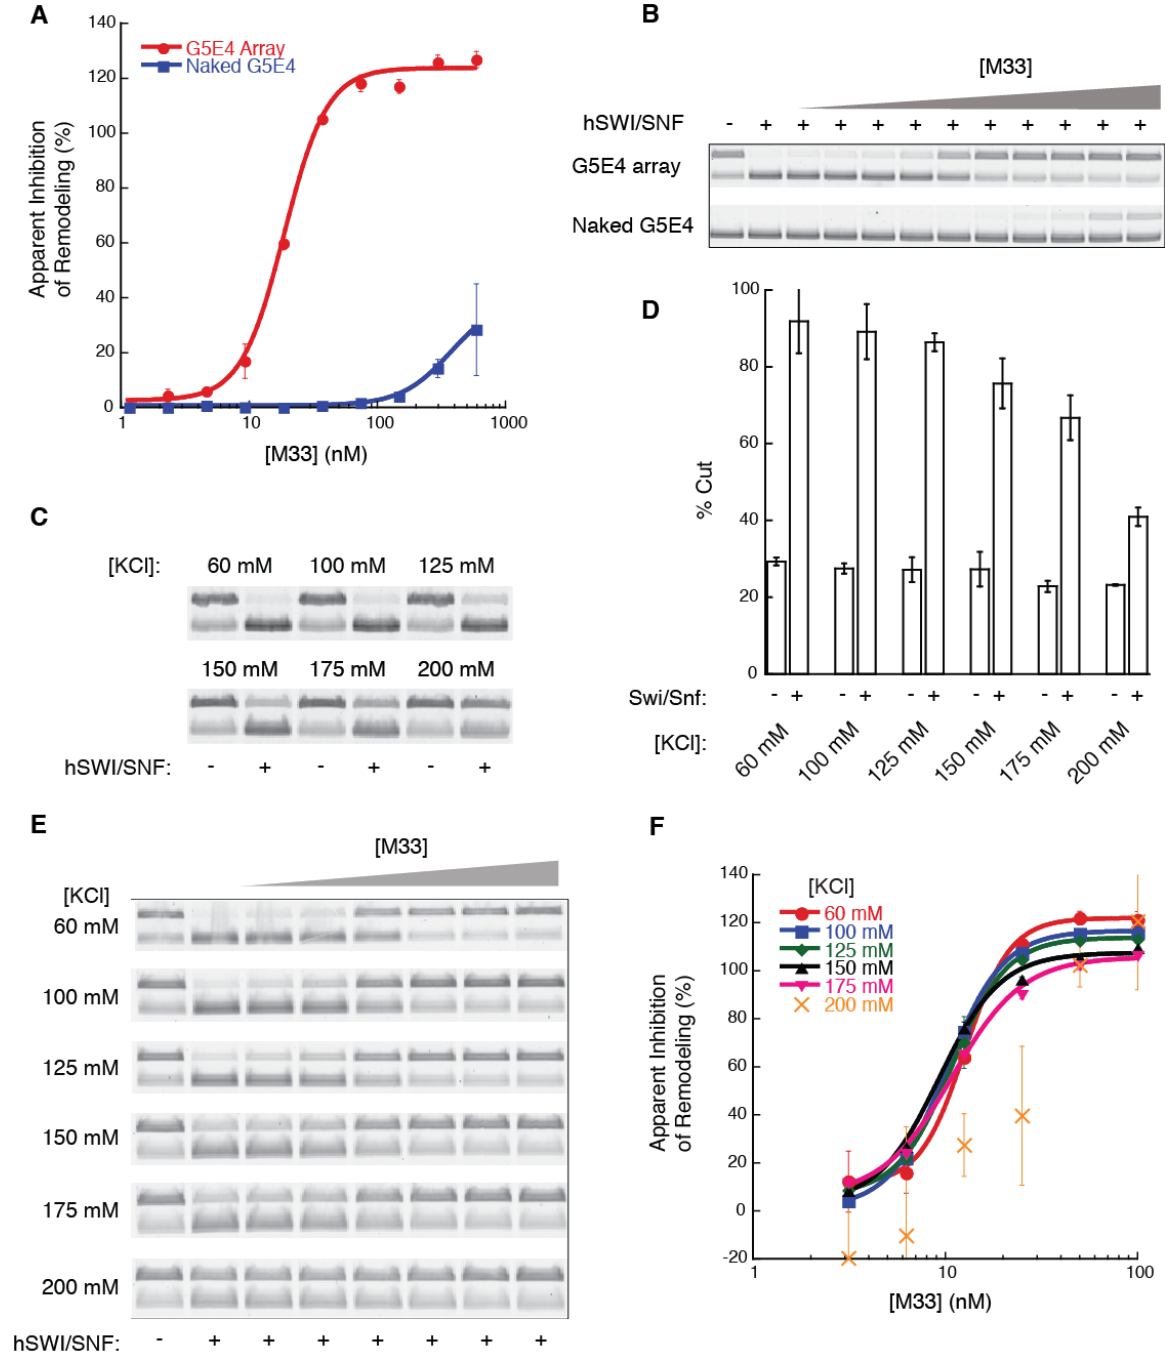 A
140
120
100
80
60
40
20
0
1
10
100
1000
G5E4 Array
Naked G5E4
Apparent Inhibition
of Remodeling (%)
[M33] (nM)
B
[M33]
hSWI/SNF - + + + + + + + + + + +
G5E4 array
Naked G5E4
C
[KCl]: 60 mM 100 mM 125 mM
150 mM 175 mM 200 mM
hSWI/SNF: - + - + - +
D
100
80
60
40
20
0
% Cut
Swi/Snf: - + - + - + - + - + - +
[KCl]: 60 mM 100 mM 125 mM 150 mM 175 mM 200 mM
E
[M33]
[KCl]
60 mM
100 mM
125 mM
150 mM
175 mM
200 mM
hSWI/SNF: - + + + + + + +
F
140
120
100
80
60
40
20
0
-20
1
10
100
[KCl]
60 mM
100 mM
125 mM
150 mM
175 mM
200 mM
Apparent Inhibition
of Remodeling (%)
[M33] (nM)